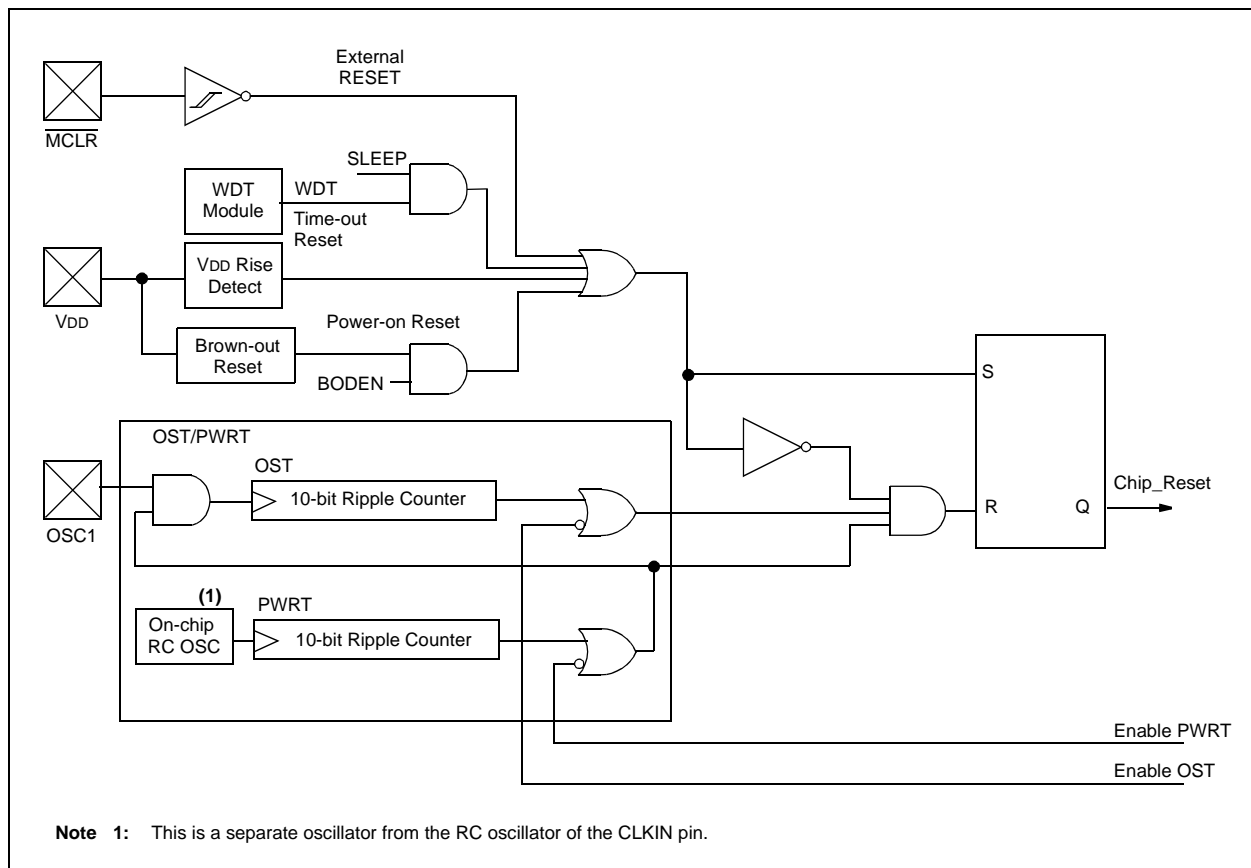 External
RESET
MCLR
SLEEP
WDT
Module
WDT
Time-out
Reset
VDD Rise
Detect
VDD
Power-on Reset
Brown-out
Reset
BODEN
S
OST/PWRT
OST
10-bit Ripple Counter
OSC1
Chip_Reset
R
Q
(1)
On-chip
RC OSC
PWRT
10-bit Ripple Counter
Enable PWRT
Enable OST
Note 1: This is a separate oscillator from the RC oscillator of the CLKIN pin.